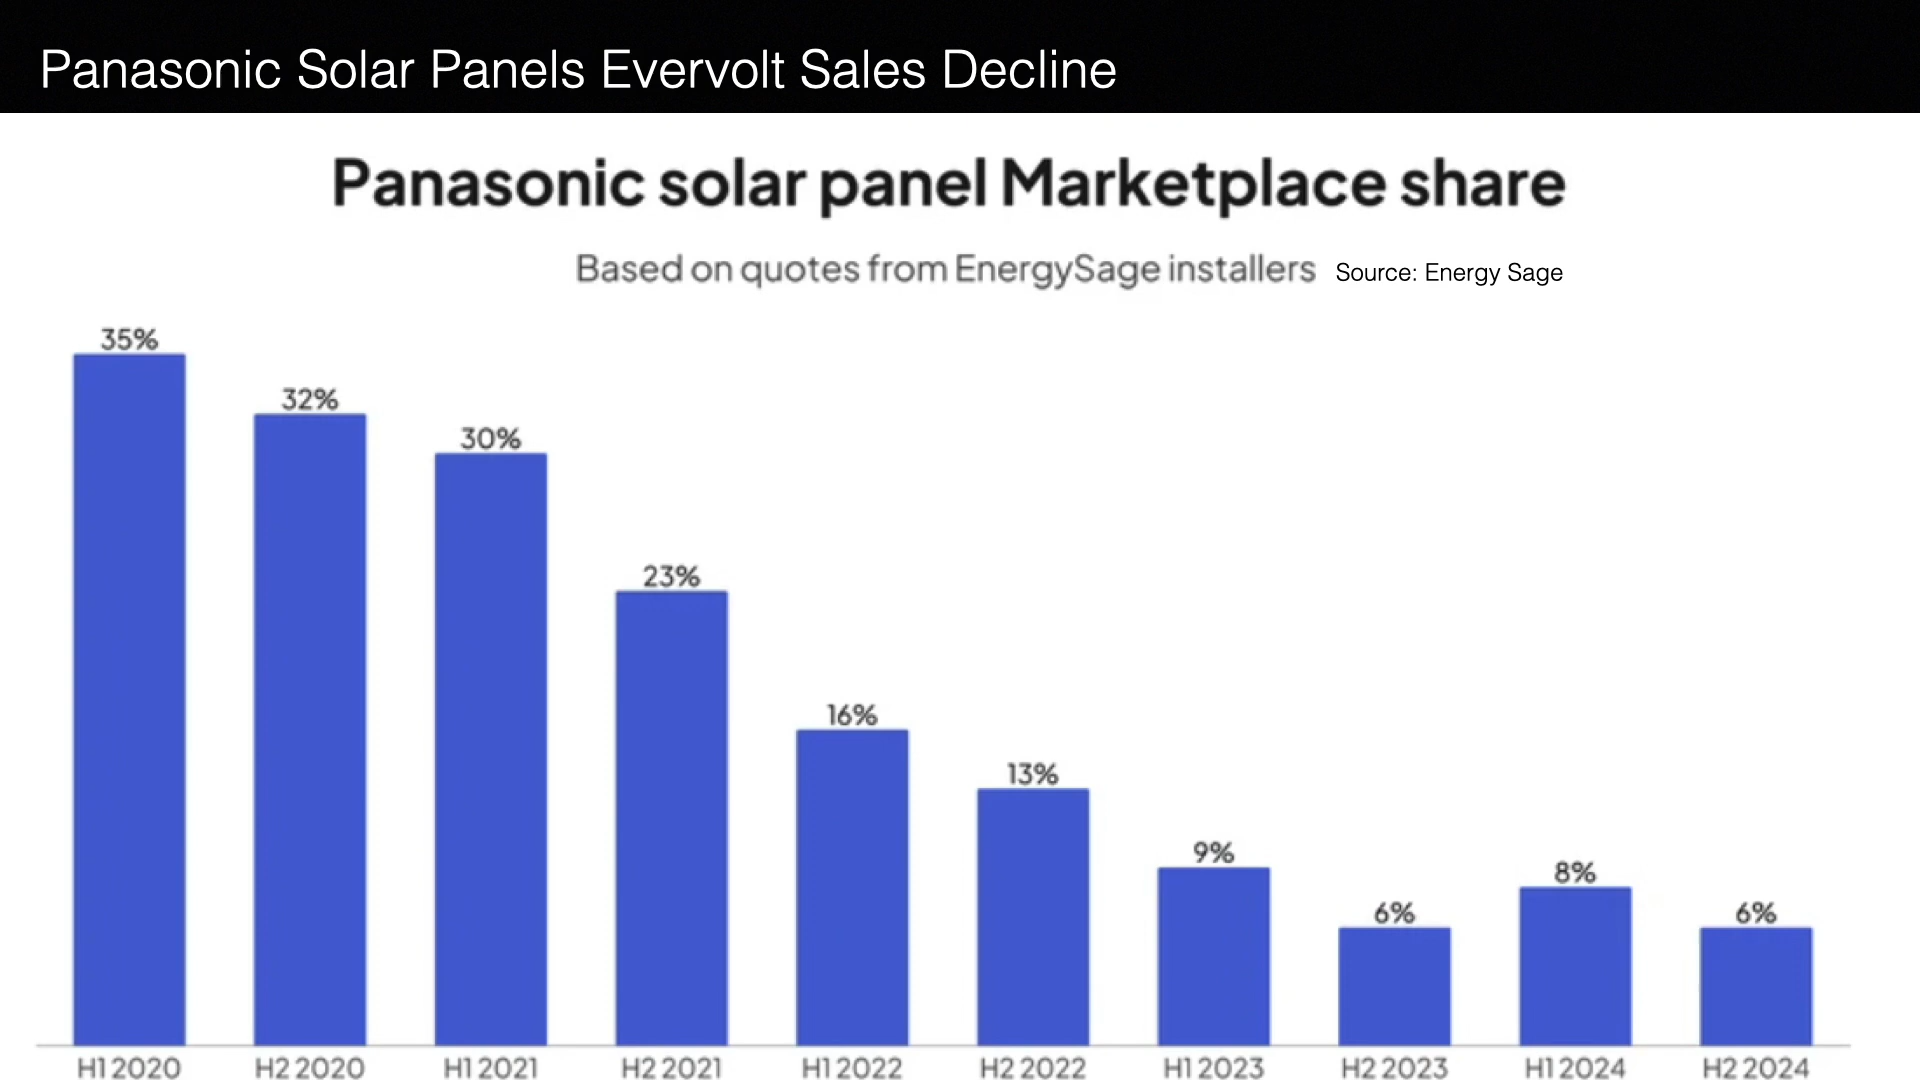 Panasonic Solar Panels Evervolt Sales Decline
Panasonic solar panel Marketplace share
Based on quotes from EnergySage installers Source: Energy Sage
35%
32%
30%
23%
16%
13%
9%
6%
8%
6%
H1 2020 H2 2020 H1 2021 H2 2021 H1 2022 H2 2022 H1 2023 H2 2023 H1 2024 H2 2024